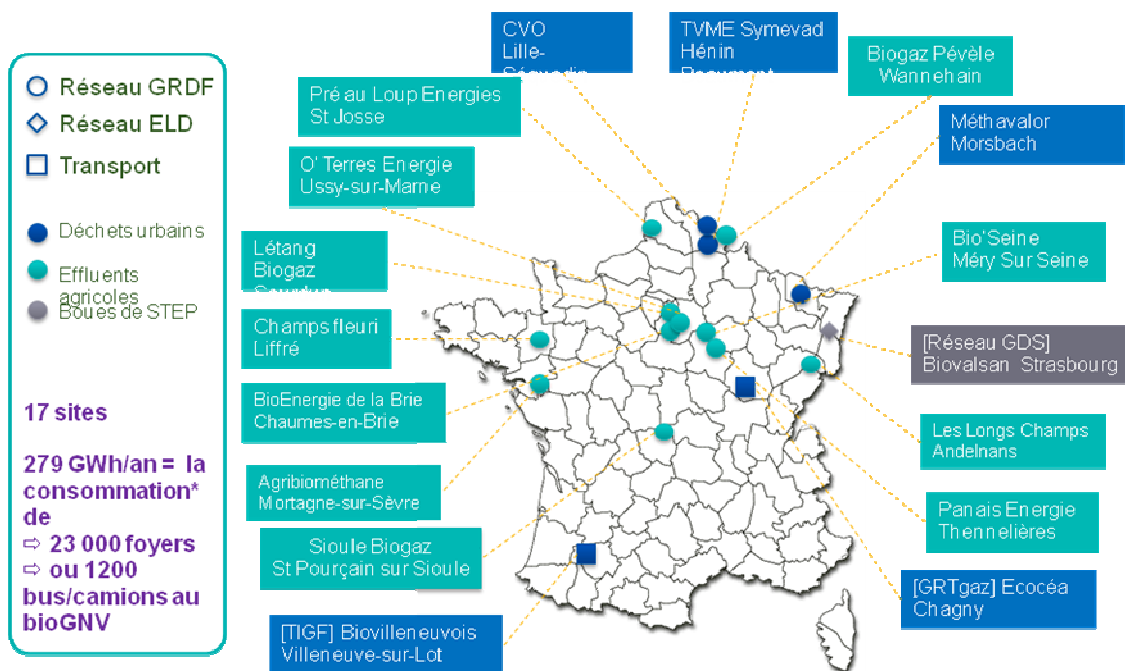 Réseau GRDF
Réseau ELD
Transport
Déchets urbains
Effluents
agricoles
Boues de STEP
17 sites
279 GWh/an = la
consommation*
de
⇨ 23 000 foyers
⇨ ou 1200
bus/camions au
bioGNV
CVO
Lille-
TVME Symevad
Hénin
Biogaz Pévèle
Wannehain
Pré au Loup Energies
St Josse
Méthavalor
Morsbach
O' Terres Energie
Ussy-sur-Marne
Létang
Biogaz
Bio'Seine
Méry Sur Seine
Champs fleuri
Liffré
[Réseau GDS]
Biovalsan Strasbourg
BioEnergie de la Brie
Chaumes-en-Brie
Les Longs Champs
Andelnans
Agribiométhane
Mortagne-sur-Sèvre
Panais Energie
Thennelières
Sioule Biogaz
St Pourçain sur Sioule
[GRTgaz] Ecocéa
Chagny
[TIGF] Biovilleneuvois
Villeneuve-sur-Lot